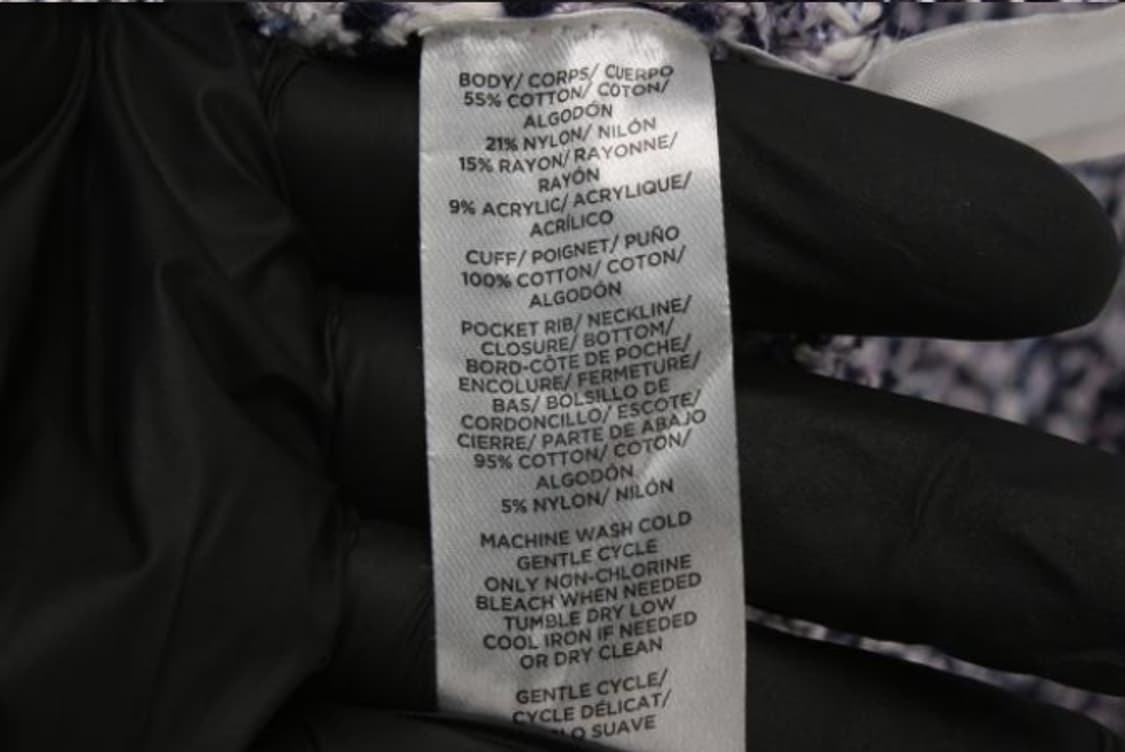 BODY/ CORPS/ CUERPO
55% COTTON/ COTON/
ALGODÓN
21% NYLON/ NILÓN
15% RAYON/ RAYONNE/
RAYÓN
9% ACRYLIC/ ACRYLIQUE/
ACRÍLICO
CUFF/ POIGNET/ PUÑO
100% COTTON/ COTON/
ALGODÓN
POCKET RIB/ NECKLINE/
CLOSURE/ BOTTOM/
BORD-CÔTE DE POCHE/
ENCOLURE/ FERMETURE/
BAS/ BOLSILLO DE
CORDONCILLO/ ESCOTE/
CIERRE/ PARTE DE ABAJO
95% COTTON/ COTON/
ALGODÓN
5% NYLON/ NILÓN
MACHINE WASH COLD
GENTLE CYCLE
ONLY NON-CHLORINE
BLEACH WHEN NEEDED
TUMBLE DRY LOW
COOL IRON IF NEEDED
OR DRY CLEAN
GENTLE CYCLE/
CYCLE DÉLICAT/
SUAVE